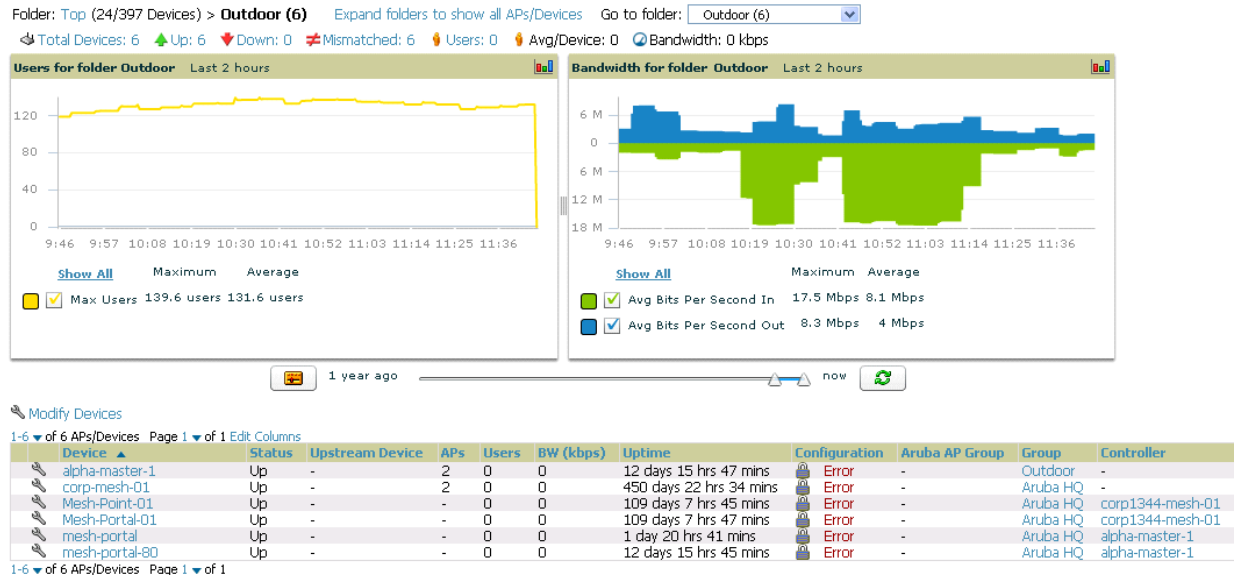 Folder: Top (24/397 Devices) > Outdoor (6) Expand folders to show all APs/Devices Go to folder: Outdoor (6)
Total Devices: 6 Up: 6 Down: 0 Mismatched: 6 Users: 0 Avg/Device: 0 Bandwidth: 0 kbps
Users for folder Outdoor Last 2 hours
120
80
40
0
9:46 9:57 10:08 10:19 10:30 10:41 10:52 11:03 11:14 11:25 11:36
Show All Maximum Average
Max Users 139.6 users 131.6 users
Bandwidth for folder Outdoor Last 2 hours
6 M
0
6 M
12 M
18 M
9:46 9:57 10:08 10:19 10:30 10:41 10:52 11:03 11:14 11:25 11:36
Show All Maximum Average
Avg Bits Per Second In 17.5 Mbps 8.1 Mbps
Avg Bits Per Second Out 8.3 Mbps 4 Mbps
1 year ago now
Modify Devices
1-6 of 6 APs/Devices Page 1 of 1 Edit Columns
Device Status Upstream Device APs Users BW (kbps) Uptime Configuration Aruba AP Group Group Controller
alpha-master-1 Up - 2 0 0 12 days 15 hrs 47 mins Error - Outdoor -
corp-mesh-01 Up - 2 0 0 450 days 22 hrs 34 mins Error - Aruba HQ -
Mesh-Point-01 Up - - 0 0 109 days 7 hrs 45 mins Error - Aruba HQ corp1344-mesh-01
Mesh-Portal-01 Up - - 0 0 109 days 7 hrs 47 mins Error - Aruba HQ corp1344-mesh-01
mesh-portal Up - - 0 0 1 day 20 hrs 41 mins Error - Aruba HQ alpha-master-1
mesh-portal-80 Up - - 0 0 12 days 15 hrs 45 mins Error - Aruba HQ alpha-master-1
1-6 of 6 APs/Devices Page 1 of 1